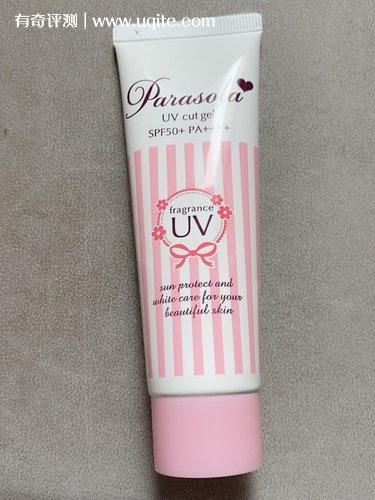 有奇评测 | www.uqite.com
Parasola
UV cut gel
SPF50+ PA++++
fragrance
UV
sun protect and
white care for your
beautiful skin